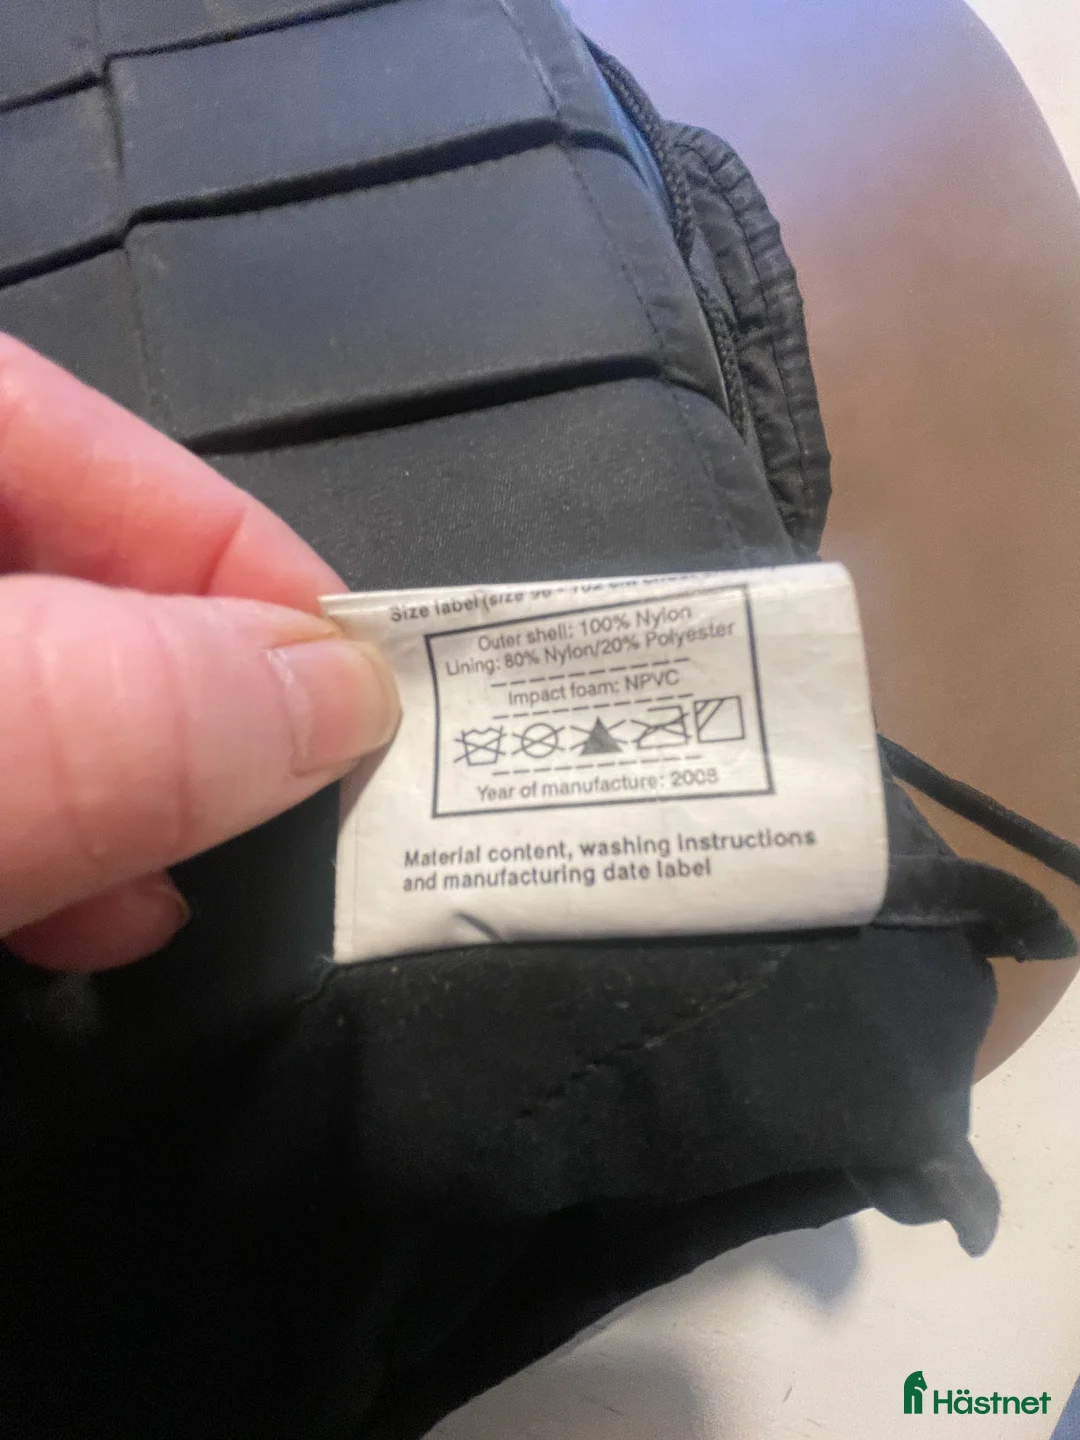 Size label (size
Outer shell: 100% Nylon
Lining: 80% Nylon/20% Polyester
Impact foam: NPVC
Year of manufacture: 2008
Material content, washing instructions
and manufacturing date label
Hästnet